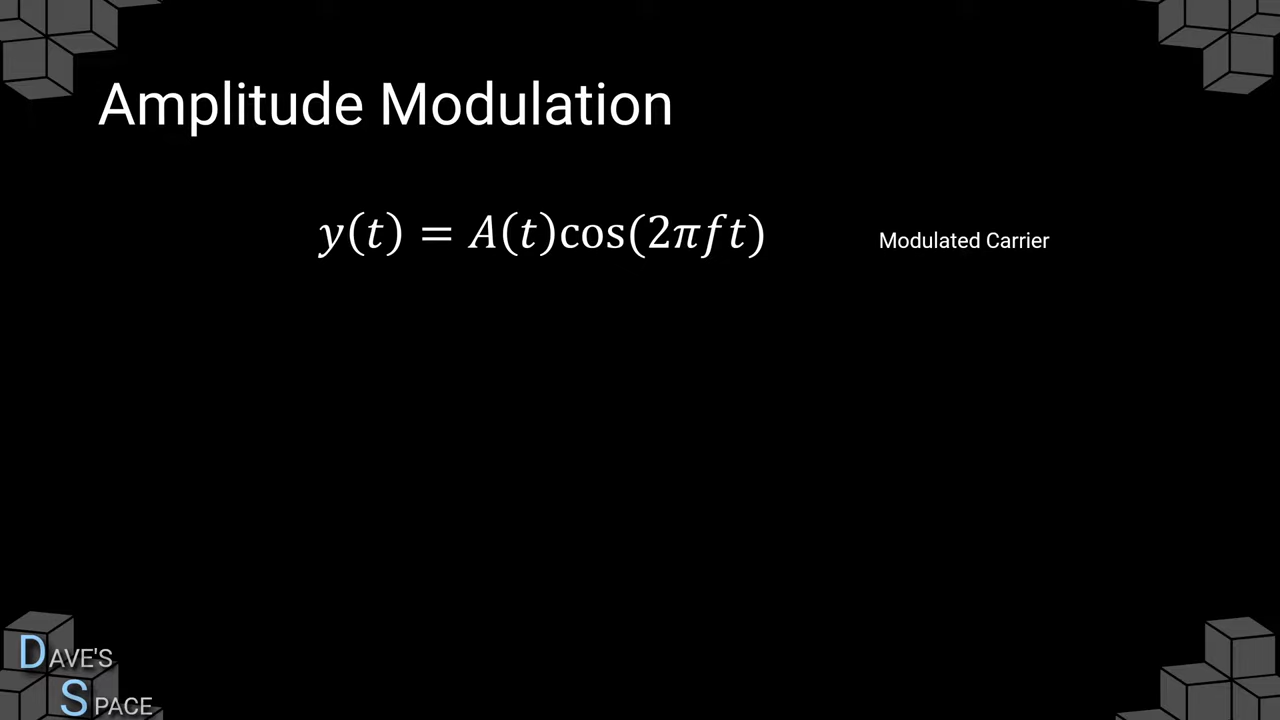 Amplitude Modulation
y(t) = A(t)cos(2πft)
Modulated Carrier
DAVE'S
SPACE